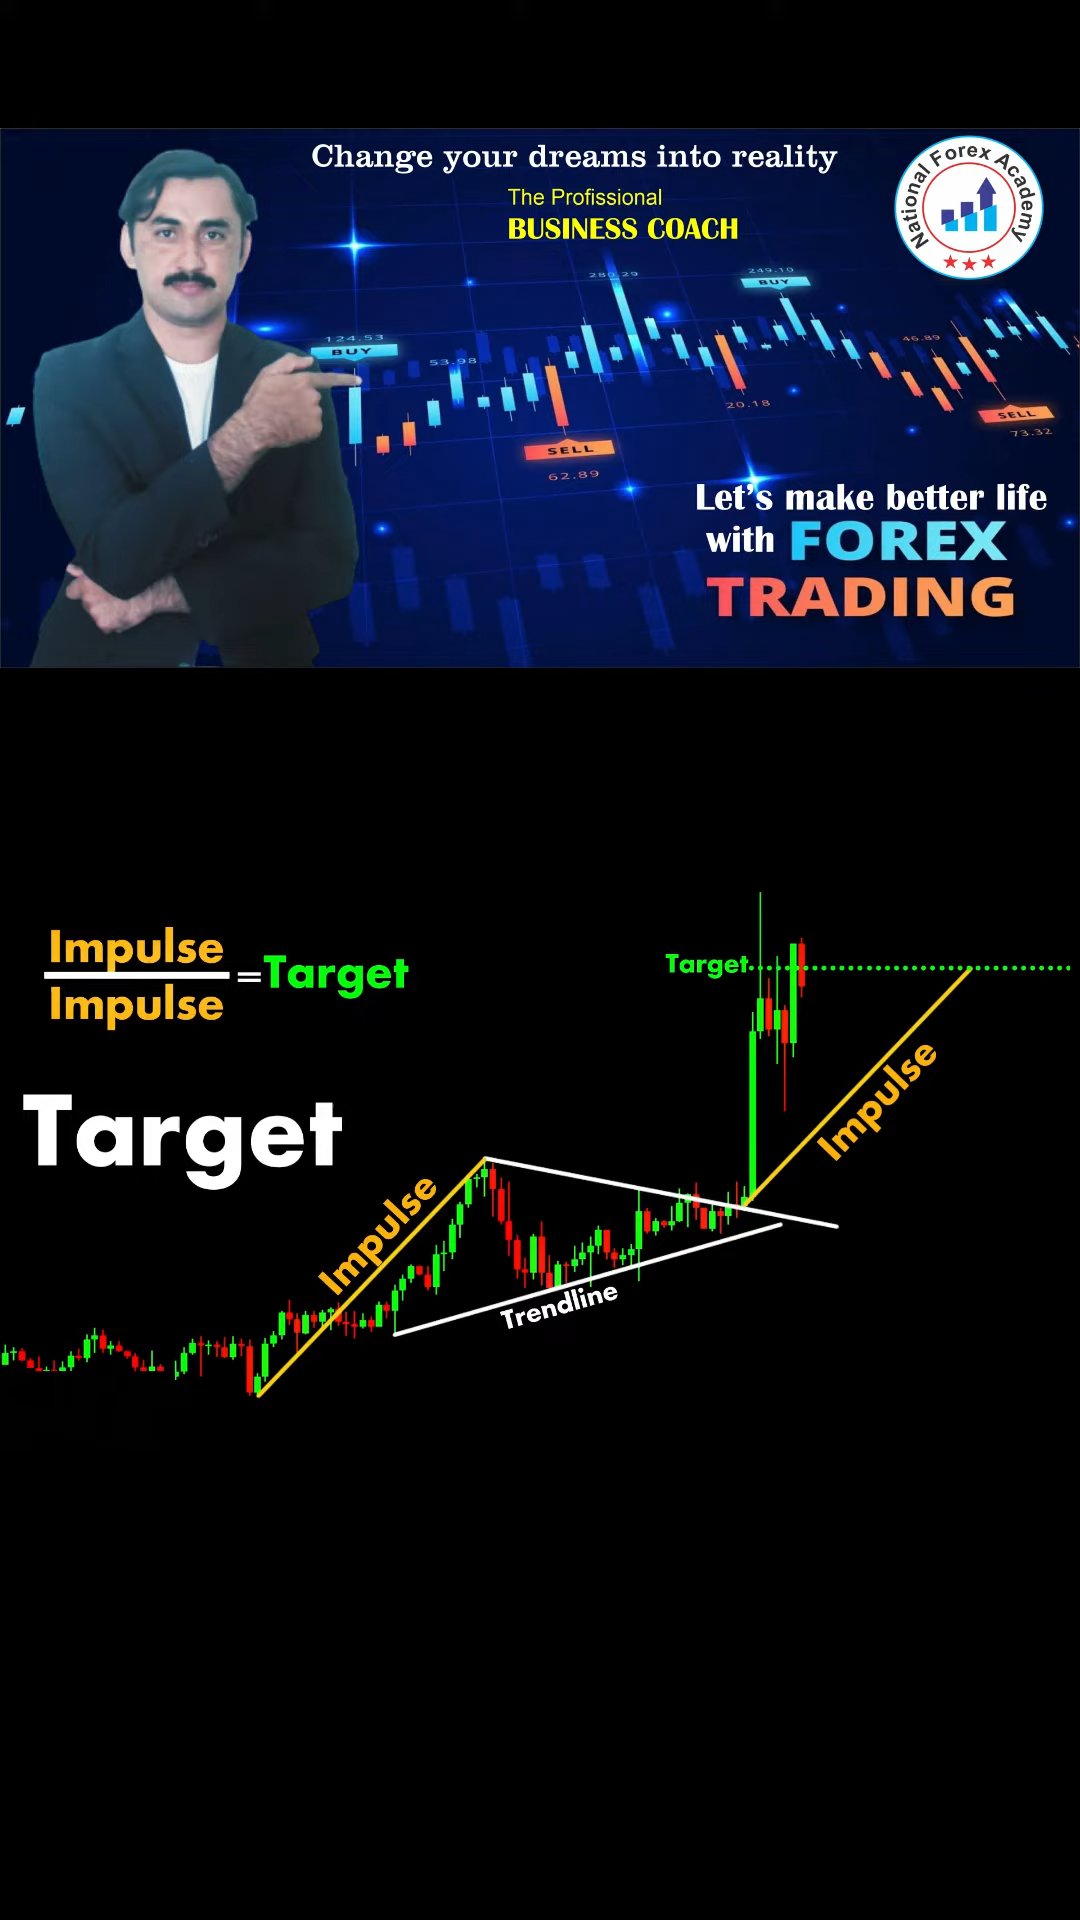 Change your dreams into reality
The Profissional
BUSINESS COACH
National Forex Academy
280.29
249.10
BUY
124.53
BUY
53.98
46.89
20.18
SELL
73.32
SELL
62.89
Let's make better life
with FOREX
TRADING
Impulse
Impulse
=Target
Target
Target
Impulse
Impulse
Trendline